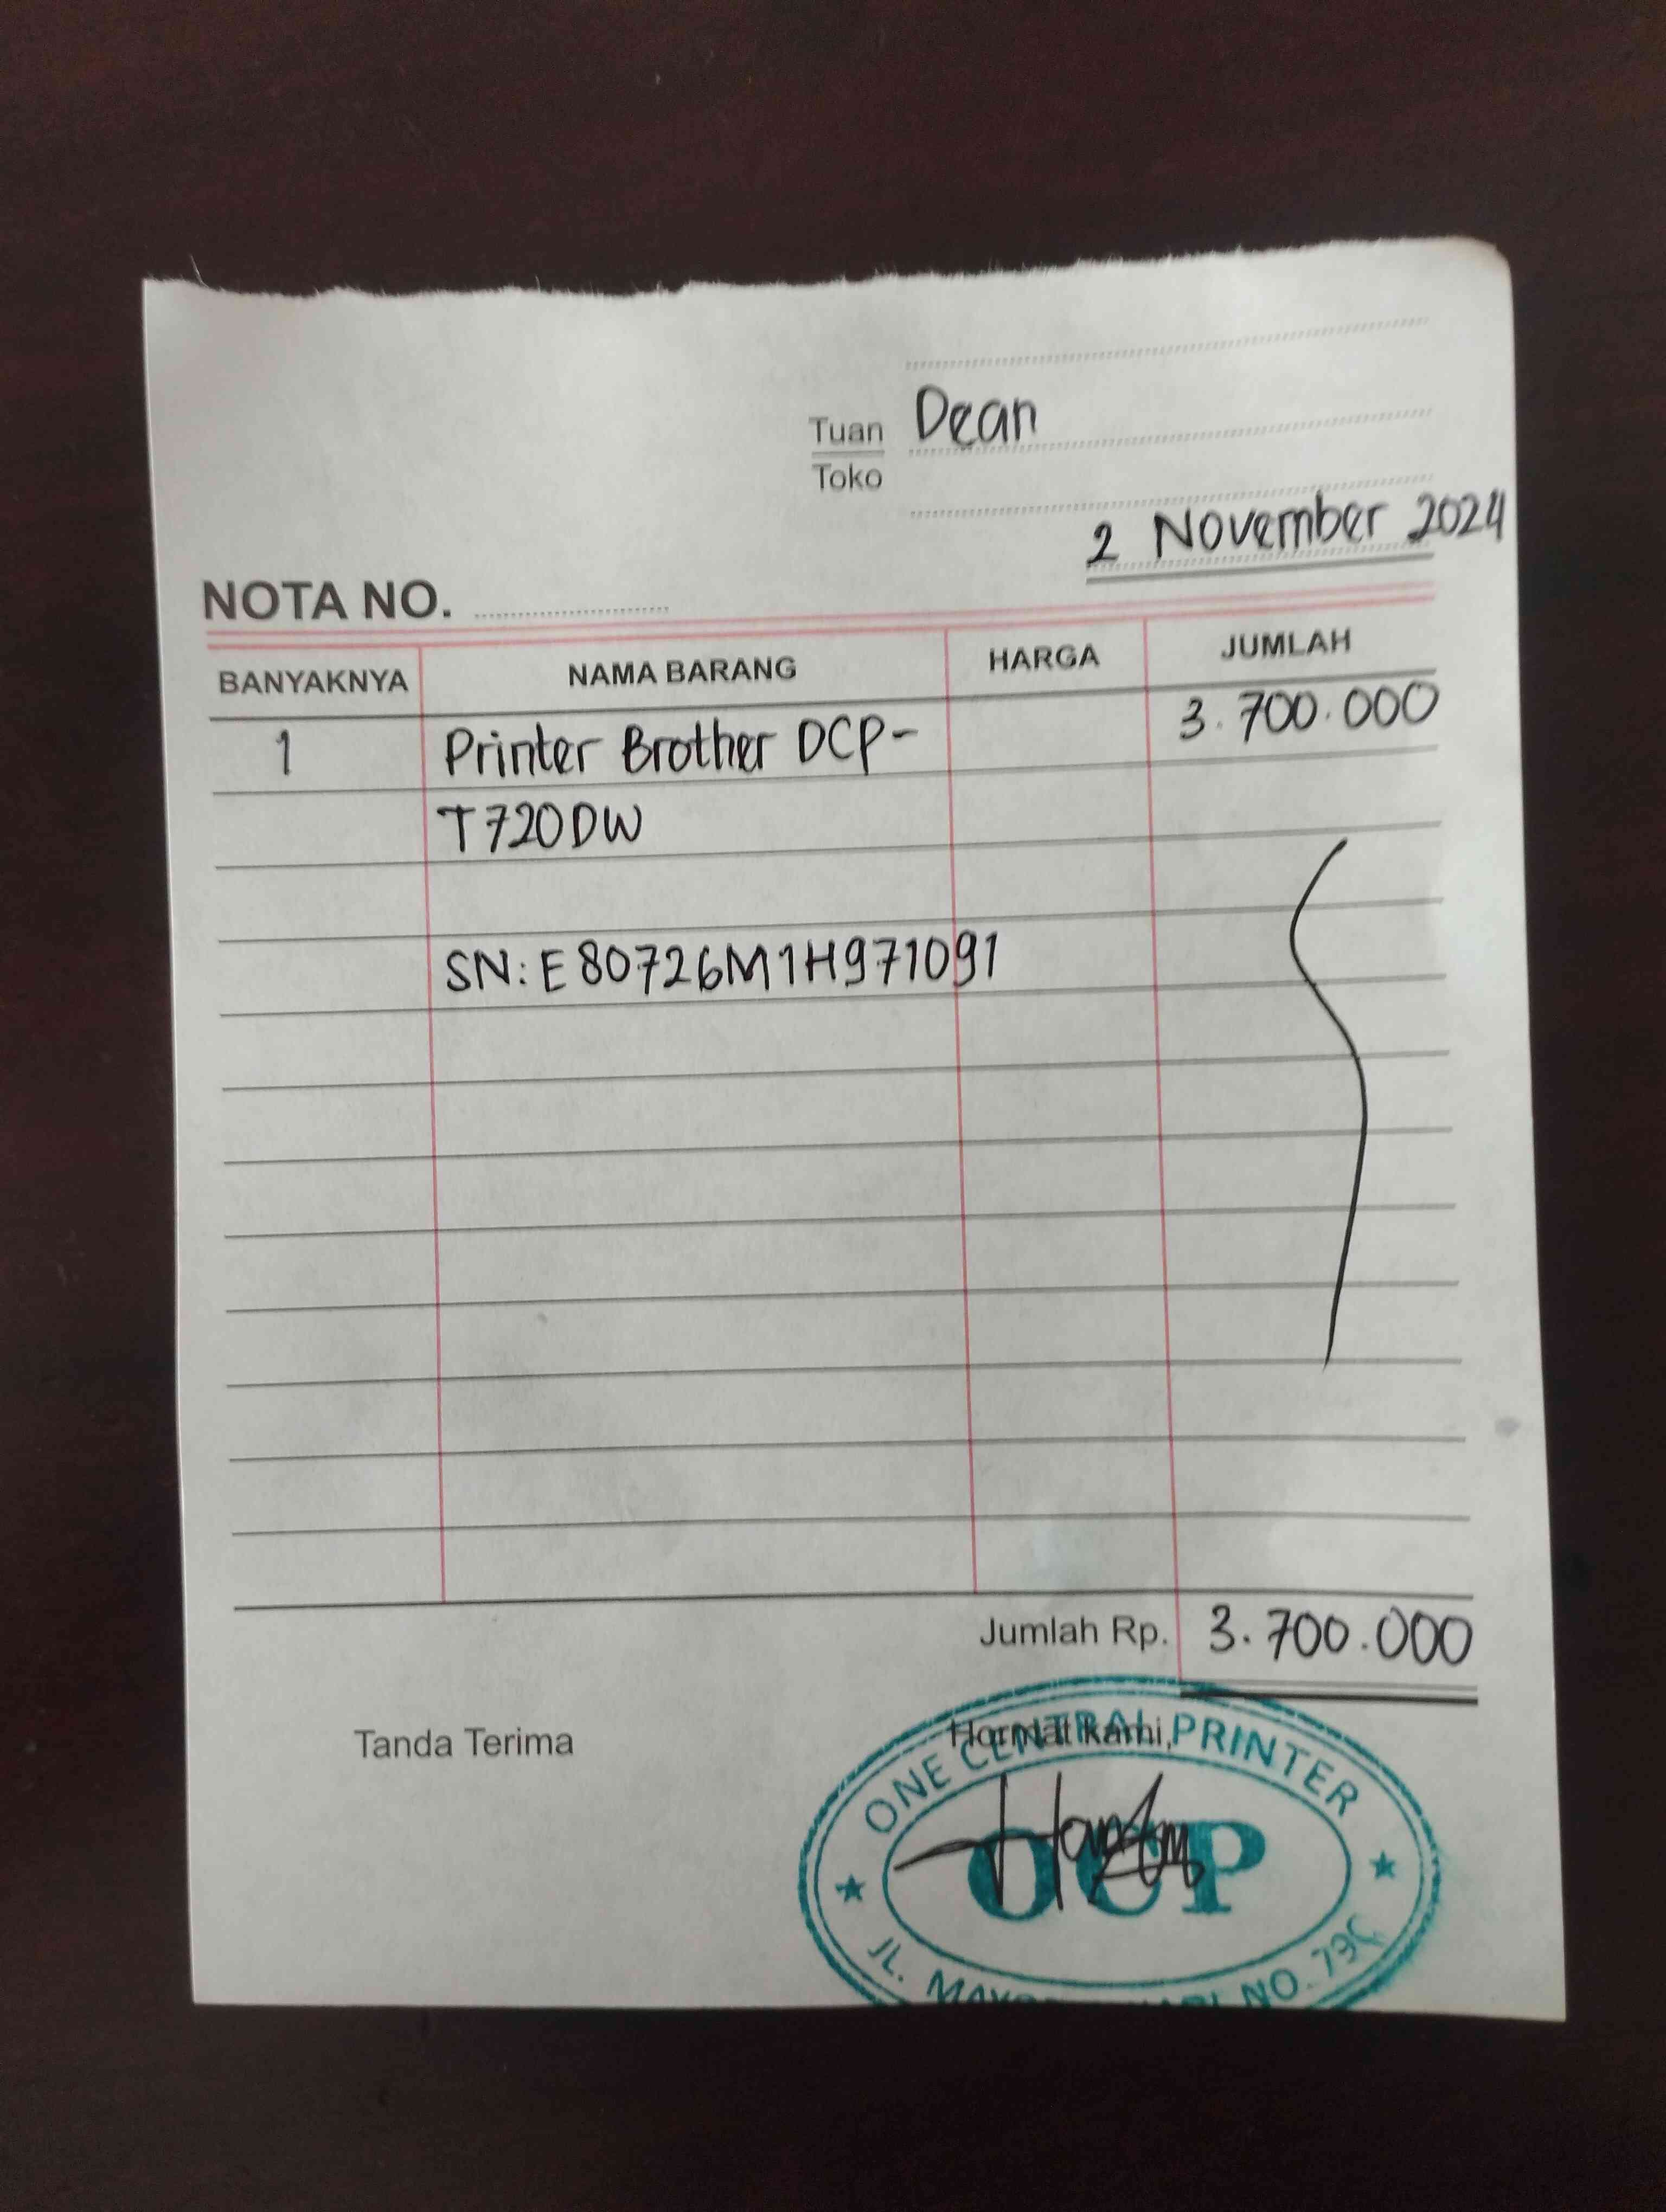 Tuan Dean
Toko
2 November 2024
NOTA NO.
BANYAKNYA NAMA BARANG HARGA JUMLAH
1 Printer Brother DCP- 3.700.000
T720DW
SN: E80726M1H971091
Jumlah Rp. 3.700.000
Tanda Terima Hormat kami,
ONE CENTRAL PRINTER
OCP
JL. NO. 79C